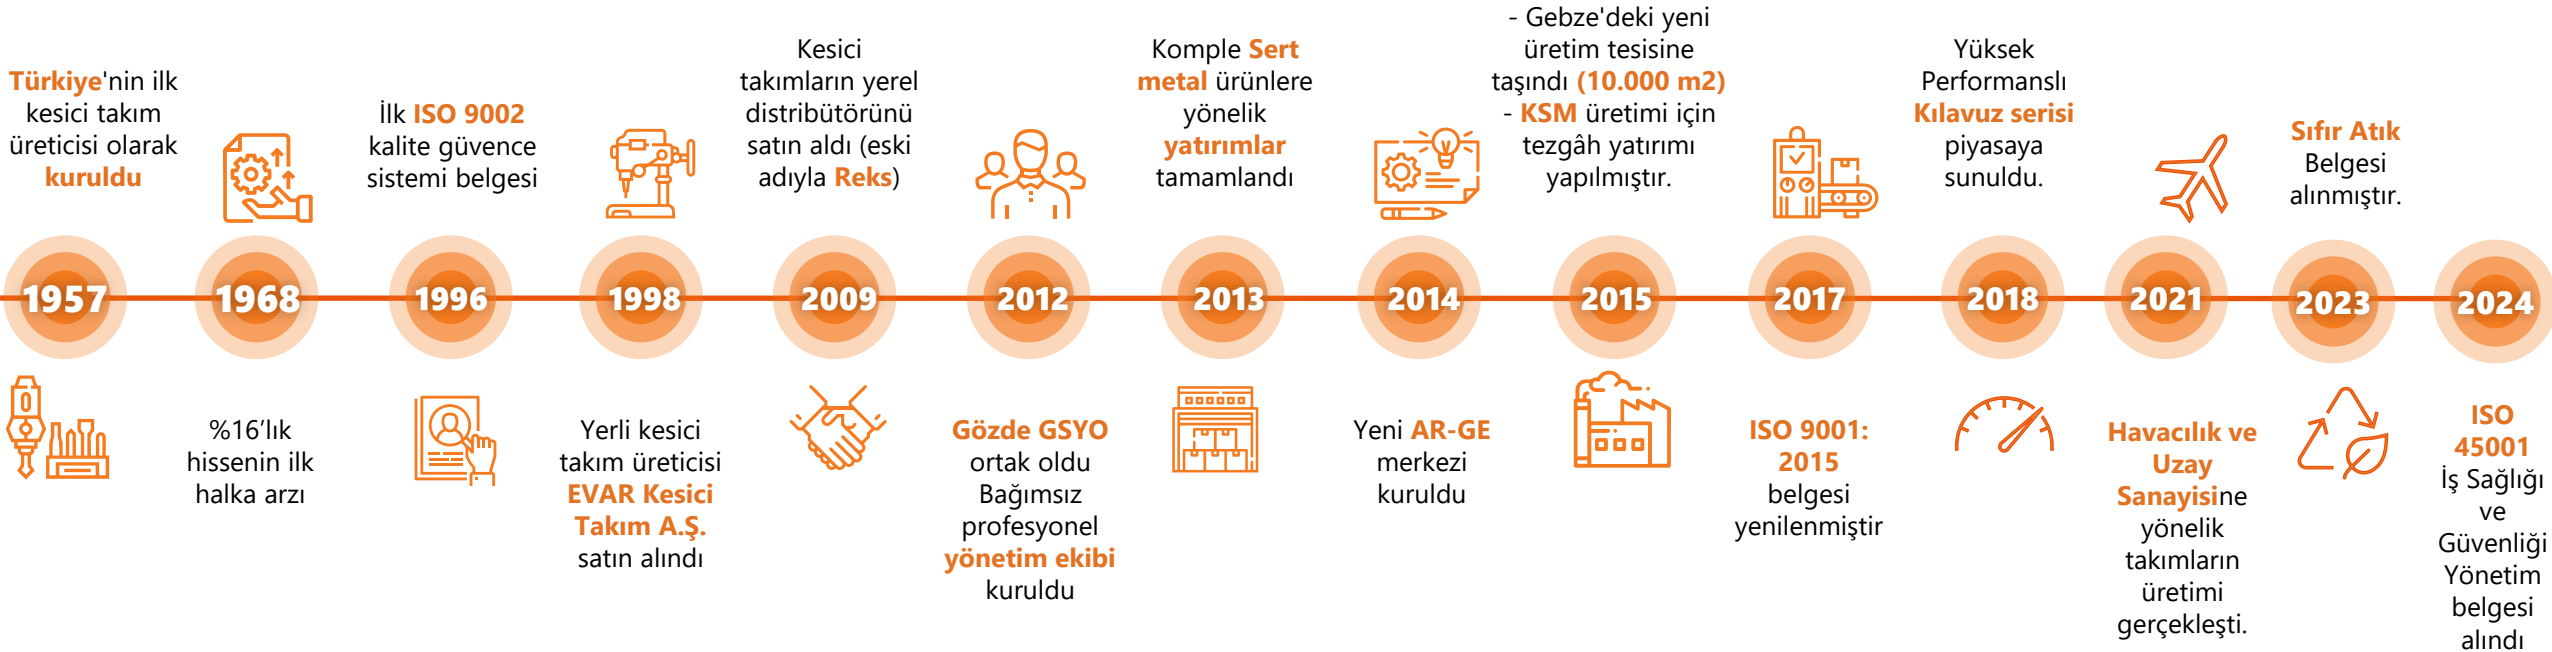 Türkiye'nin ilk
kesici takım
üreticisi olarak
kuruldu
1957
1968
%16’lık
hissenin ilk
halka arzı
İlk ISO 9002
kalite güvence
sistemi belgesi
1996
1998
Yerli kesici
takım üreticisi
EVAR Kesici
Takım A.Ş.
satın alındı
Kesici
takımların yerel
distribütörünü
satın aldı (eski
adıyla Reks)
2009
2012
Gözde GSYO
ortak oldu
Bağımsız
profesyonel
yönetim ekibi
kuruldu
Komple Sert
metal ürünlere
yönelik
yatırımlar
tamamlandı
2013
2014
Yeni AR-GE
merkezi
kuruldu
- Gebze'deki yeni
üretim tesisine
taşındı (10.000 m2)
- KSM üretimi için
tezgâh yatırımı
yapılmıştır.
2015
2017
ISO 9001:
2015
belgesi
yenilenmiştir
Yüksek
Performanslı
Kılavuz serisi
piyasaya
sunuldu.
2018
2021
Havacılık ve
Uzay
Sanayisine
yönelik
takımların
üretimi
gerçekleşti.
Sıfır Atık
Belgesi
alınmıştır.
2023
2024
ISO
45001
İş Sağlığı
ve
Güvenliği
Yönetim
belgesi
alındı